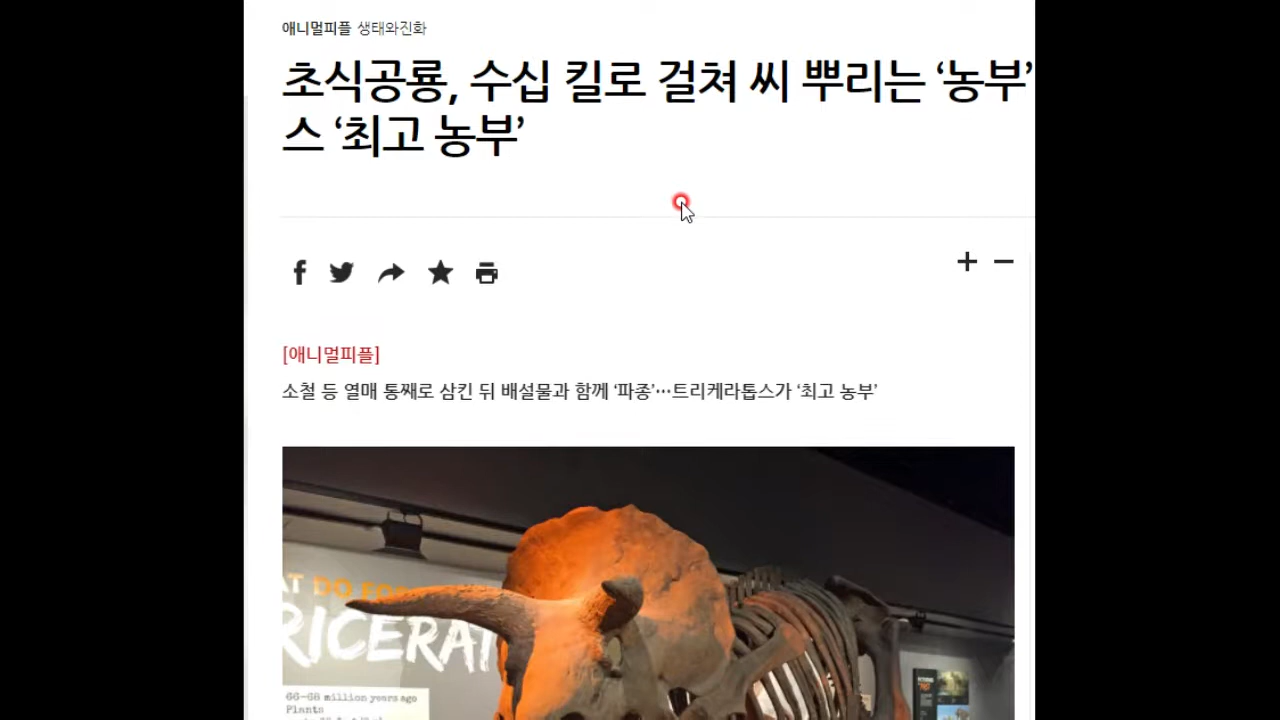 애니멀피플 생태와진화
초식공룡, 수십 킬로 걸쳐 씨 뿌리는 ‘농부’
스 ‘최고 농부’
[애니멀피플]
소철 등 열매 통째로 삼킨 뒤 배설물과 함께 ‘파종’…트리케라톱스가 ‘최고 농부’
AT DO FO
RICERAT
66-68 million years ago
Plants